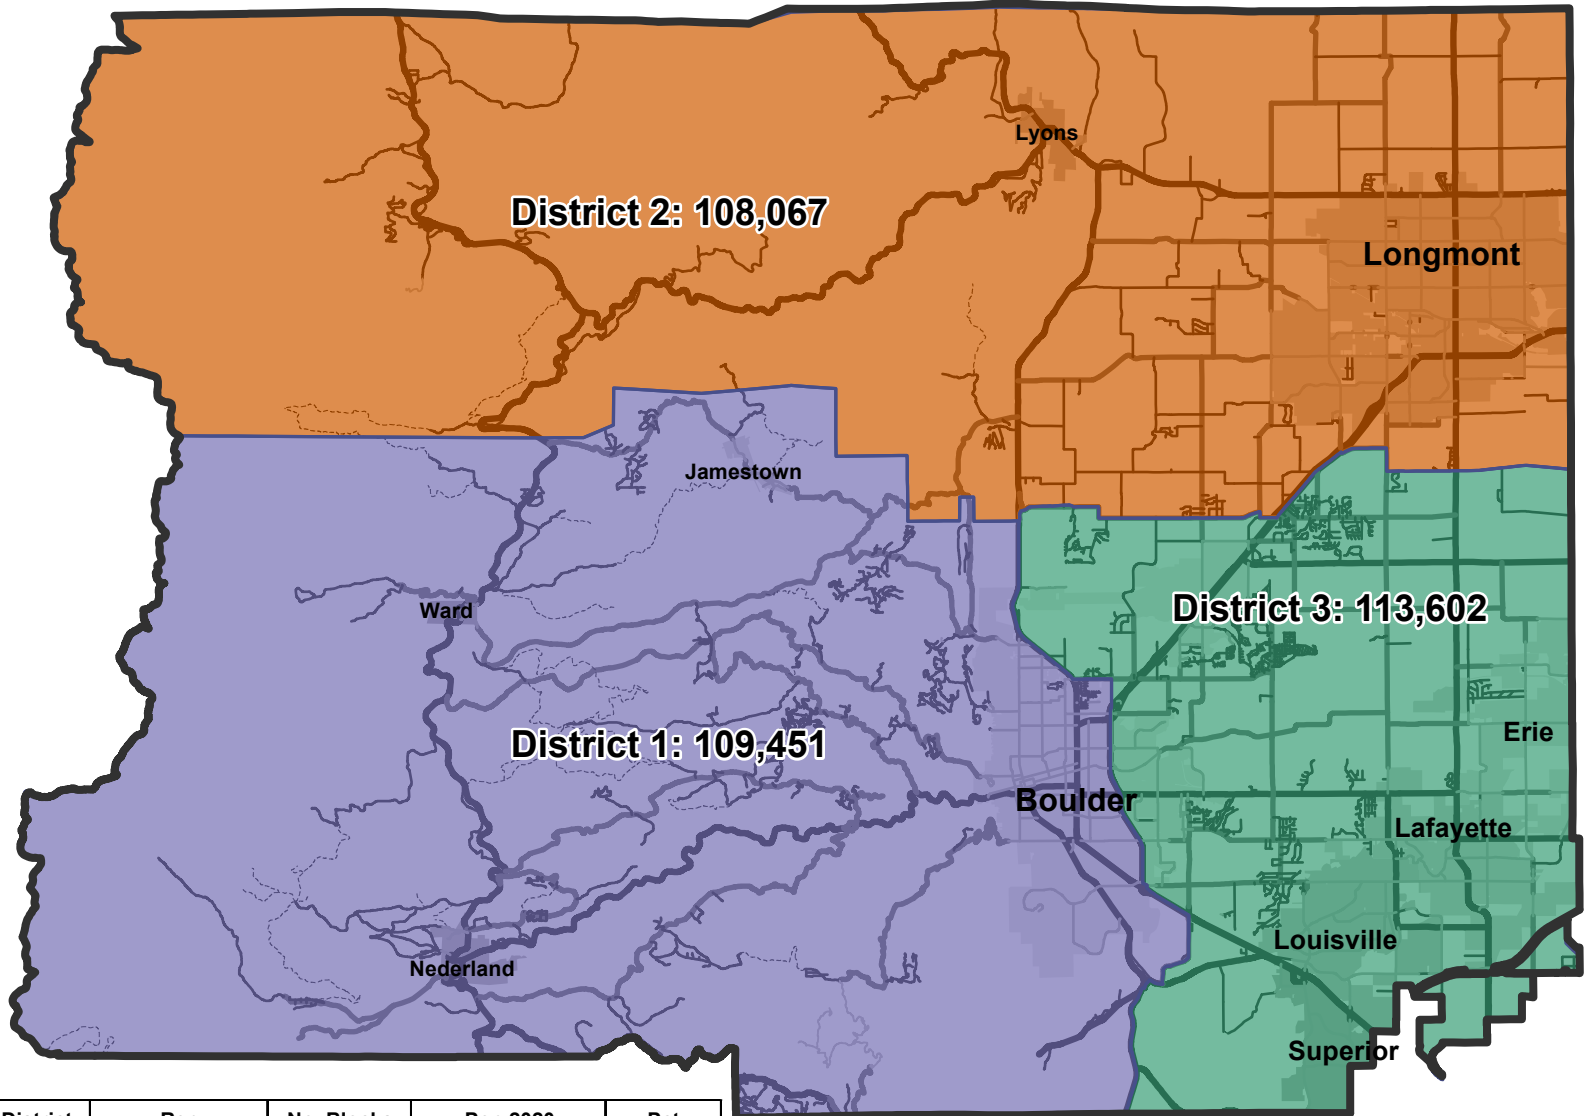 Lyons
District 2: 108,067
Longmont
Jamestown
Ward
District 3: 113,602
Erie
District 1: 109,451
Boulder
Lafayette
Louisville
Nederland
Superior